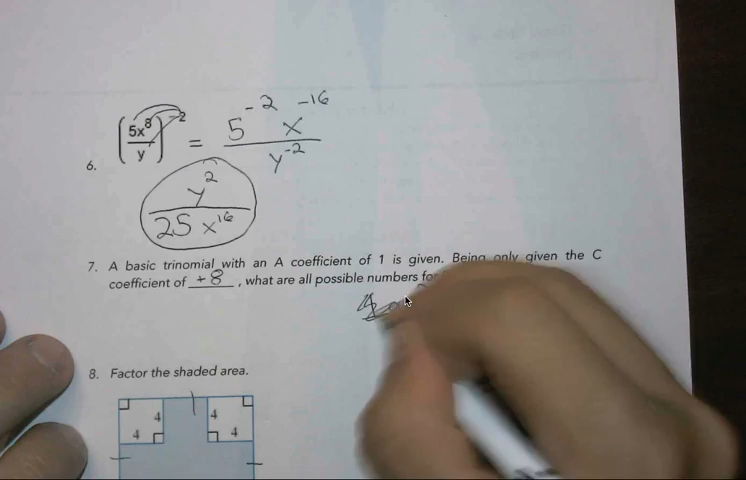 6. (5x⁸/y)⁻² = 5⁻² x⁻¹⁶ / y⁻²
y² / 25x¹⁶
7. A basic trinomial with an A coefficient of 1 is given. Being only given the C
coefficient of +8, what are all possible numbers for
8. Factor the shaded area.
4 4
4 4